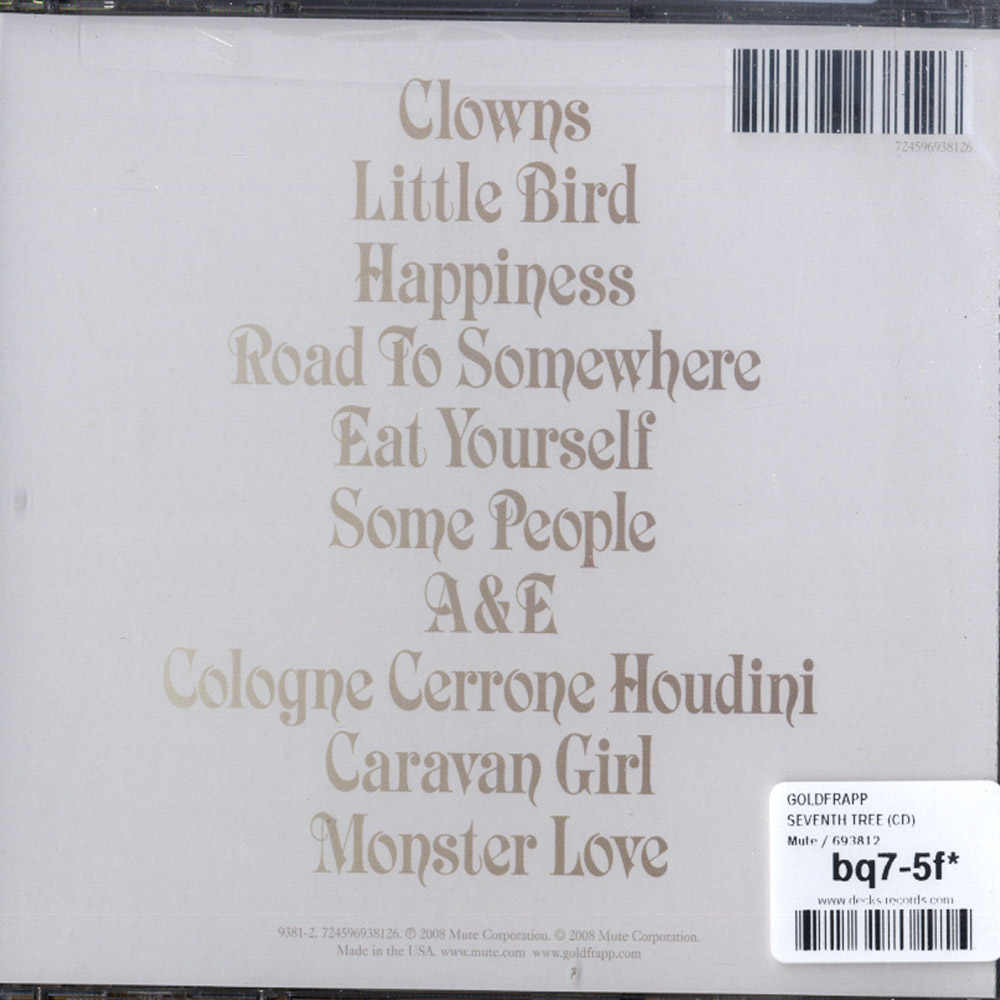 724596938126
Clowns
Little Bird
Happiness
Road To Somewhere
Eat Yourself
Some People
A&E
Cologne Cerrone Houdini
Caravan Girl
Monster Love
9381-2. 724596938126. ℗ 2008 Mute Corporation. © 2008 Mute Corporation.
Made in the USA. www.mute.com www.goldfrapp.com
GOLDFRAPP
SEVENTH TREE (CD)
Mute / 693812
bq7-5f*
www.decks-records.com